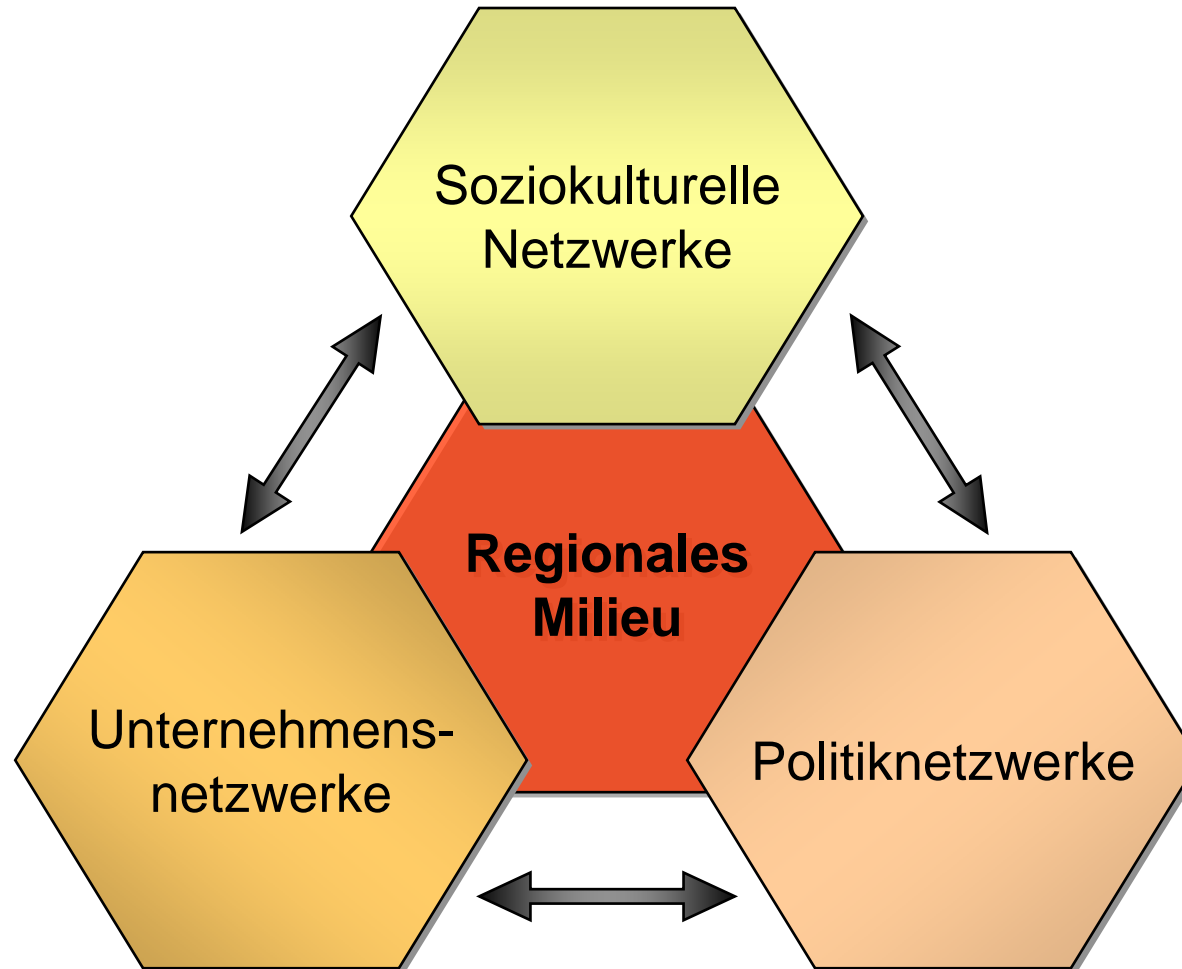 Soziokulturelle
Netzwerke
Regionales
Milieu
Unternehmens-
netzwerke
Politiknetzwerke